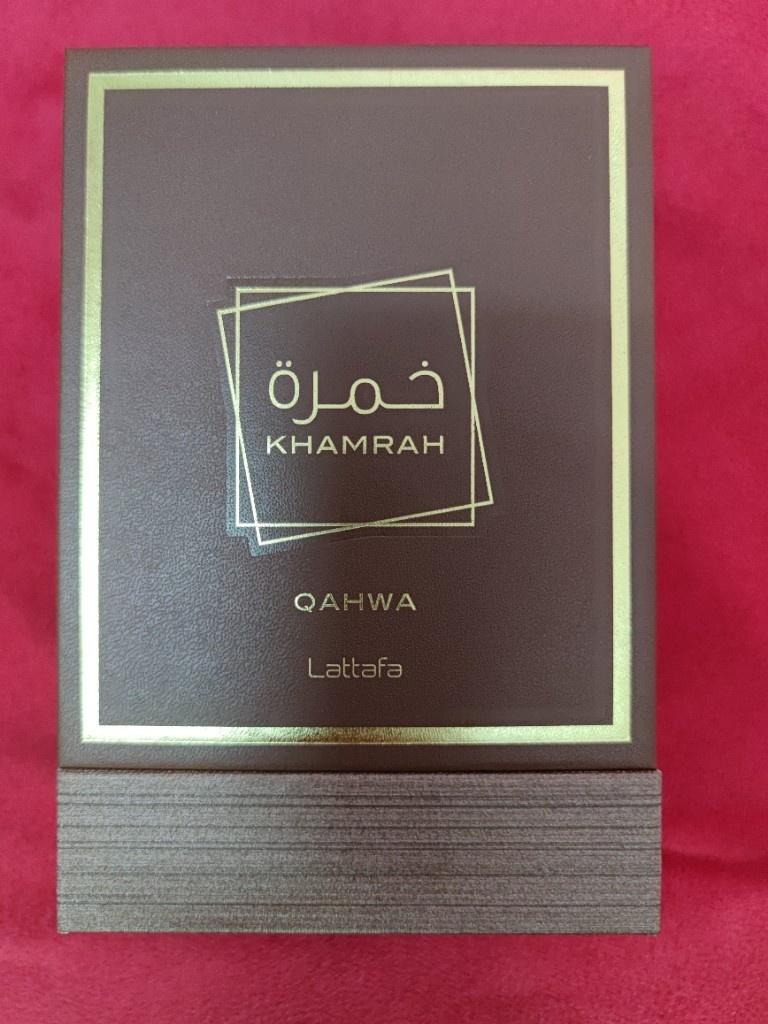 خمرة
KHAMRAH
QAHWA
Lattafa